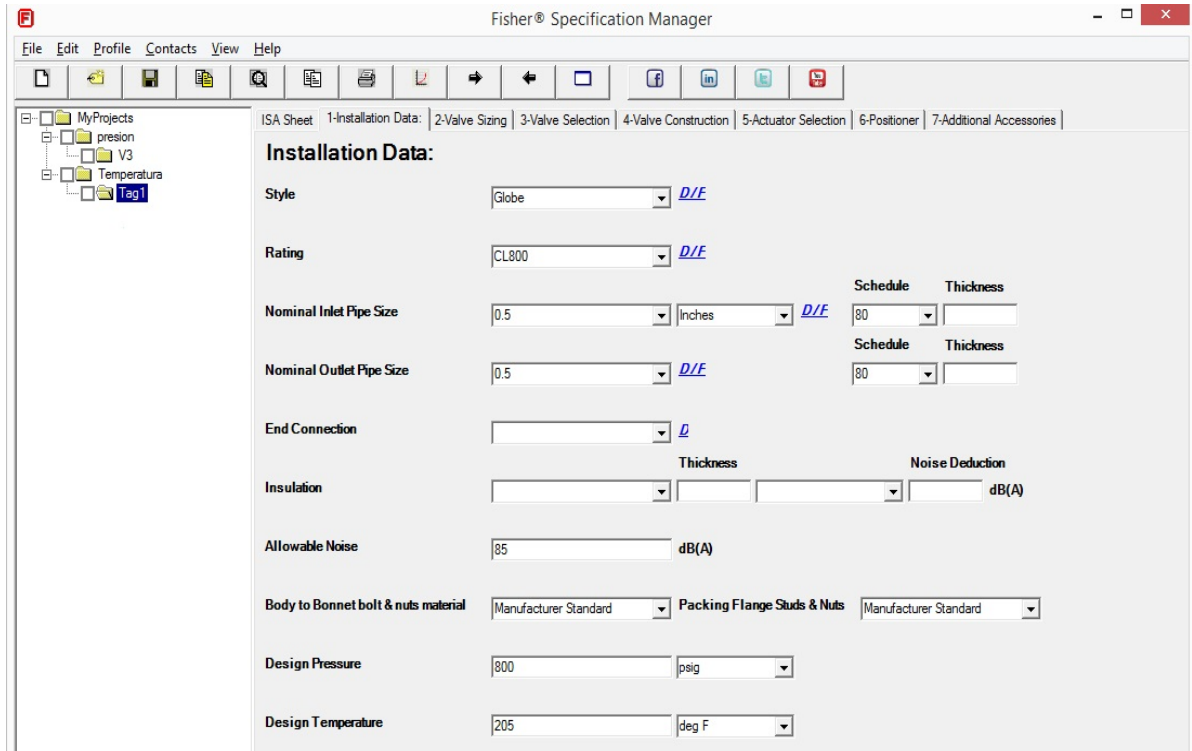 Fisher® Specification Manager
File Edit Profile Contacts View Help
MyProjects
presion
V3
Temperatura
Tag1
ISA Sheet 1-Installation Data: 2-Valve Sizing 3-Valve Selection 4-Valve Construction 5-Actuator Selection 6-Positioner 7-Additional Accessories
Installation Data:
Style Globe D/F
Rating CL800 D/F
Schedule Thickness
Nominal Inlet Pipe Size 0.5 Inches D/F 80
Schedule Thickness
Nominal Outlet Pipe Size 0.5 D/F 80
End Connection D
Thickness Noise Deduction
Insulation dB(A)
Allowable Noise 85 dB(A)
Body to Bonnet bolt & nuts material Manufacturer Standard Packing Flange Studs & Nuts Manufacturer Standard
Design Pressure 800 psig
Design Temperature 205 deg F